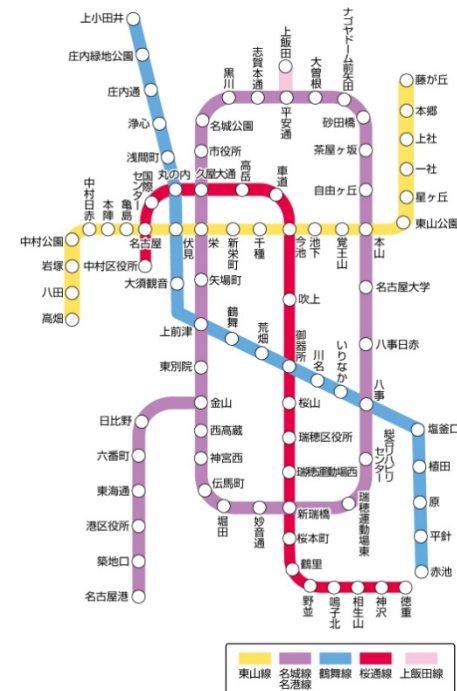 上小田井
庄内緑地公園
庄内通
浄心
浅間町
丸の内
久屋大通
高岳
車道
国際センター
中村日赤
本陣
亀島
名古屋
中村区役所
中村公園
岩塚
八田
高畑
伏見
栄
新栄町
千種
今池
池下
覚王山
本山
東山公園
星ヶ丘
一社
上社
本郷
藤が丘
黒川
志賀本通
上飯田
平安通
大曽根
ナゴヤドーム前矢田
砂田橋
茶屋ヶ坂
自由ヶ丘
名城公園
市役所
大須観音
矢場町
上前津
鶴舞
荒畑
御器所
川名
いりなか
八事
八事日赤
名古屋大学
吹上
塩釜口
植田
原
平針
赤池
東別院
金山
西高蔵
神宮西
伝馬町
堀田
妙音通
新瑞橋
瑞穂運動場東
総合リハビリセンター
桜山
瑞穂区役所
瑞穂運動場西
桜本町
鶴里
野並
鳴子北
相生山
神沢
徳重
日比野
六番町
東海通
港区役所
築地口
名古屋港
東山線
名城線
名港線
鶴舞線
桜通線
上飯田線